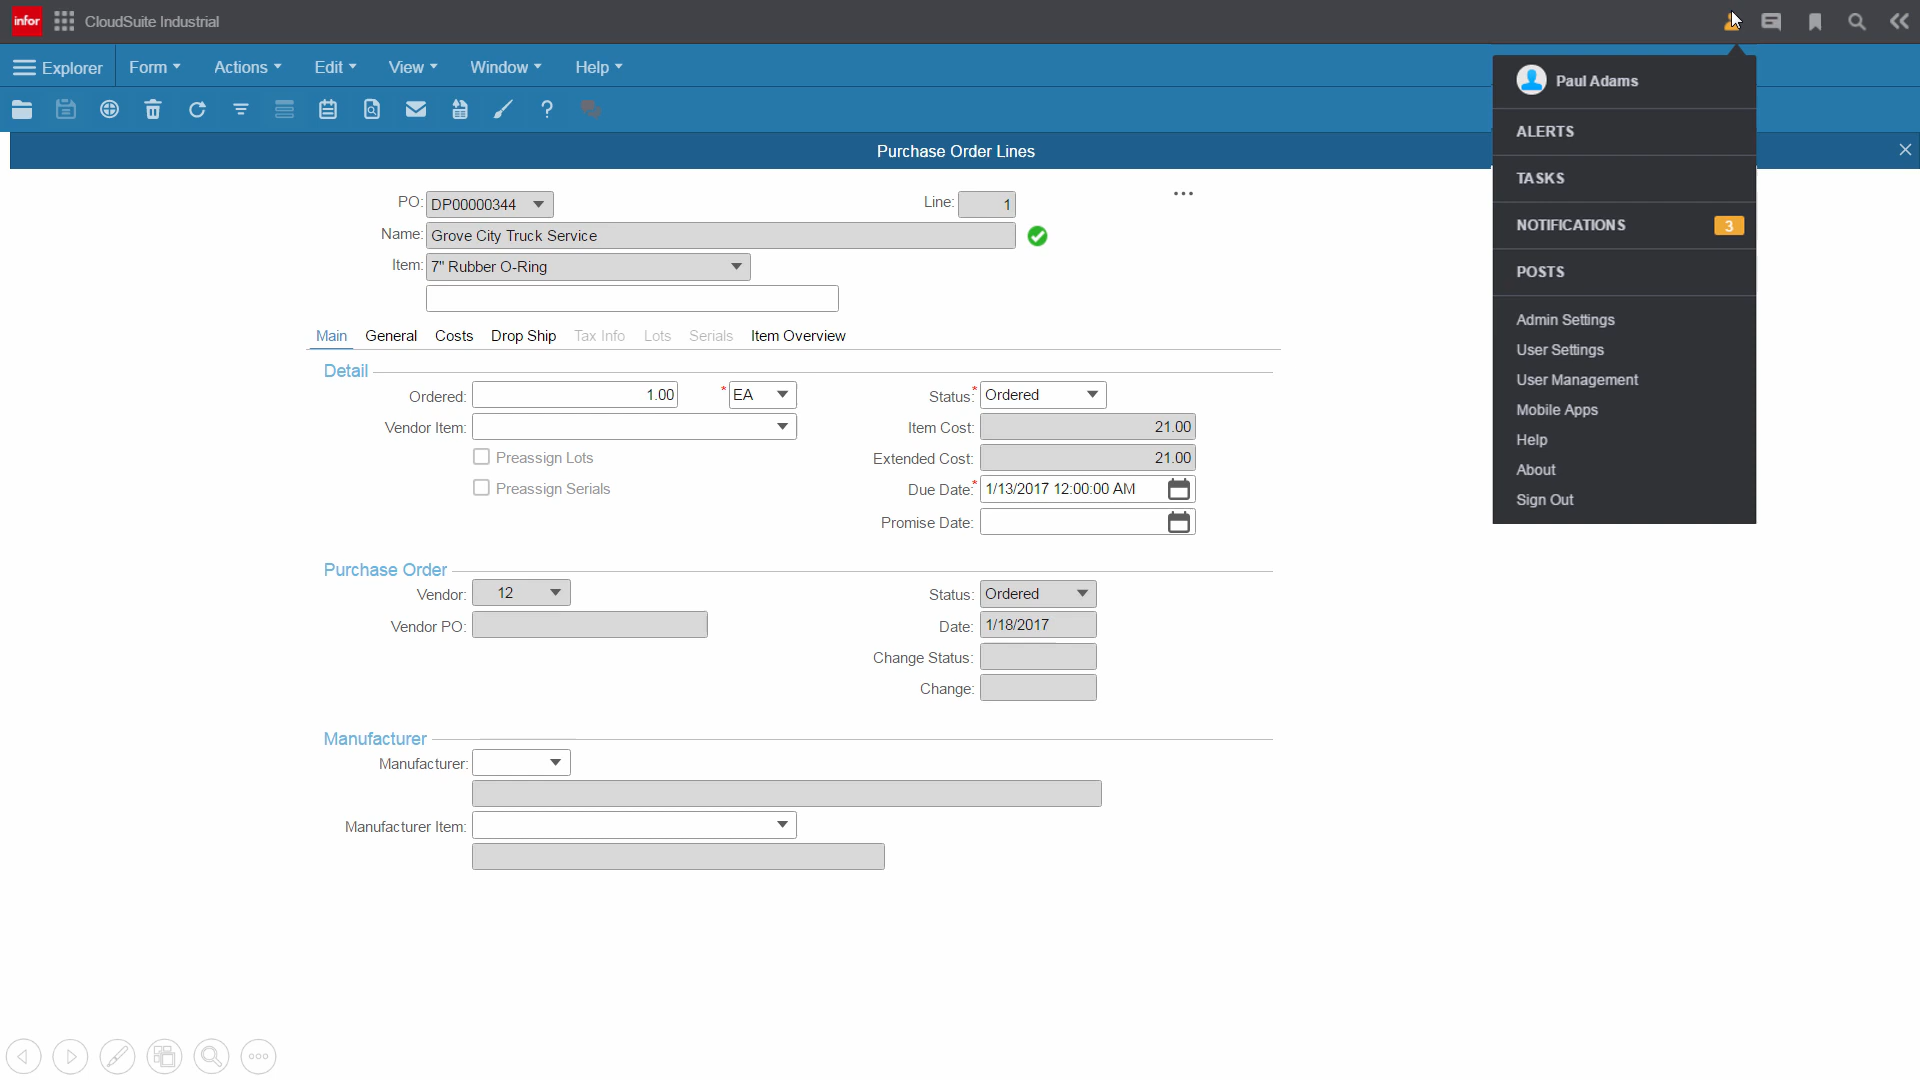 infor CloudSuite Industrial
Explorer Form Actions Edit View Window Help
Purchase Order Lines
PO: DP00000344 Line: 1
Name: Grove City Truck Service
Item: 7" Rubber O-Ring
Main General Costs Drop Ship Tax Info Lots Serials Item Overview
Detail
Ordered: 1.00 * EA Status:* Ordered
Vendor Item: Item Cost: 21.00
Preassign Lots Extended Cost: 21.00
Preassign Serials Due Date:* 1/13/2017 12:00:00 AM
Promise Date:
Purchase Order
Vendor: 12 Status: Ordered
Vendor PO: Date: 1/18/2017
Change Status:
Change:
Manufacturer
Manufacturer:
Manufacturer Item:
Paul Adams
ALERTS
TASKS
NOTIFICATIONS 3
POSTS
Admin Settings
User Settings
User Management
Mobile Apps
Help
About
Sign Out